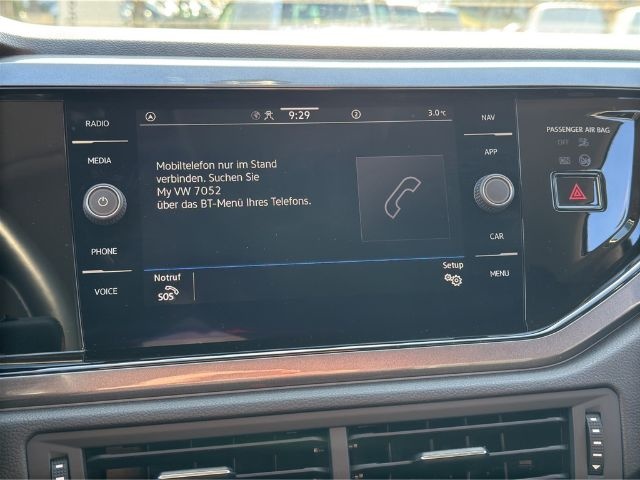 RADIO
MEDIA
PHONE
VOICE
9:29
3.0°C
Mobiltelefon nur im Stand
verbinden. Suchen Sie
My VW 7052
über das BT-Menü Ihres Telefons.
Notruf
SOS
Setup
NAV
APP
CAR
MENU
PASSENGER AIR BAG
OFF